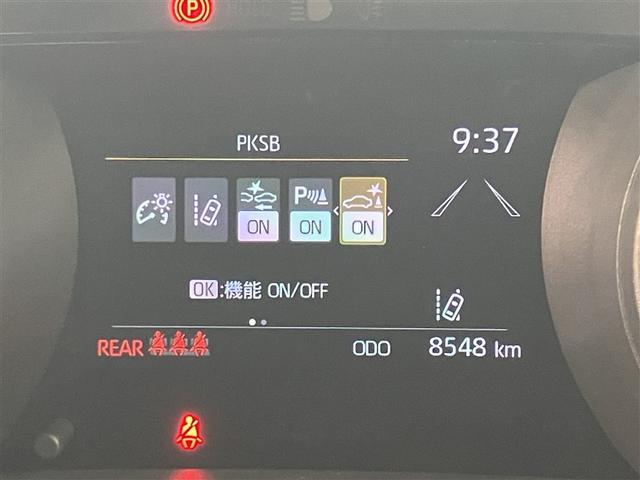 P
PKSB
9:37
ON
P
ON
ON
OK:機能 ON/OFF
REAR
ODO
8548 km